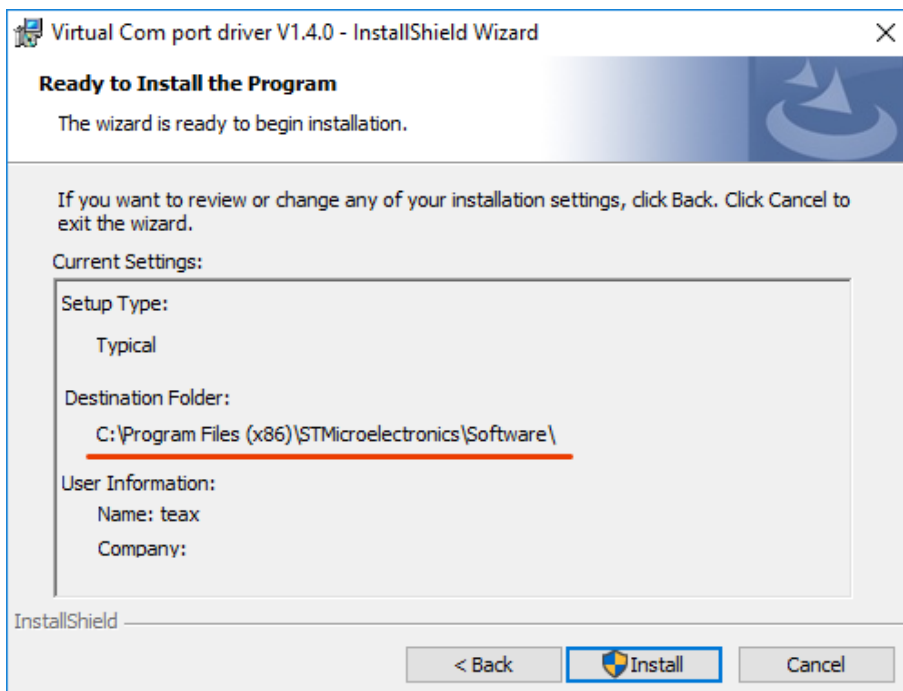 Virtual Com port driver V1.4.0 - InstallShield Wizard
Ready to Install the Program
The wizard is ready to begin installation.
If you want to review or change any of your installation settings, click Back. Click Cancel to
exit the wizard.
Current Settings:
Setup Type:
Typical
Destination Folder:
C:\Program Files (x86)\STMicroelectronics\Software\
User Information:
Name: teax
Company:
InstallShield
< Back
Install
Cancel